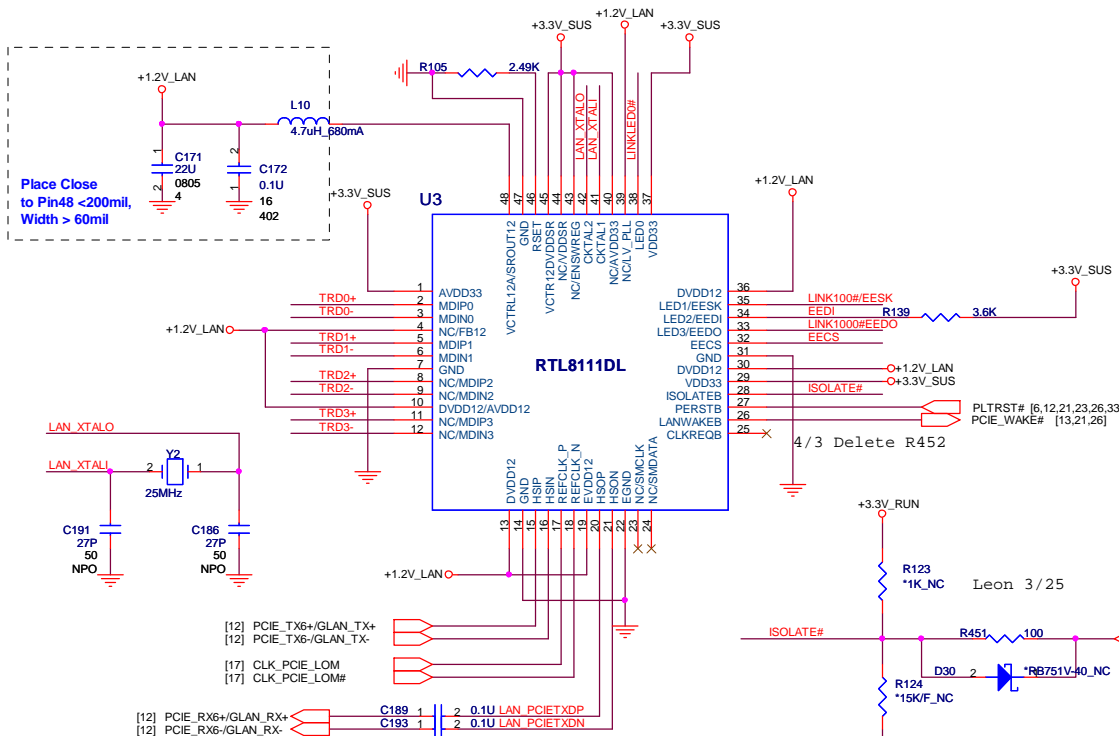 +3.3V_SUS
+1.2V_LAN
+3.3V_SUS
R105
2.49K
+1.2V_LAN
L10
4.7uH_680mA
1
C171
22U
0805
4
2
2
C172
0.1U
16
402
1
Place Close
to Pin48 <200mil,
Width > 60mil
LAN_XTALO
LAN_XTALI
LINKLED0#
+3.3V_SUS
U3
+1.2V_LAN
48
47
46
45
44
43
42
41
40
39
38
37
VCTRL12A/SROUT12
GND
RSET
VCTR12DVDDSR
NC/VDDSR
NC/ENSWREG
CKTAL2
CKTAL1
NC/AVDD33
NC/LV_PLL
LED0
VDD33
RTL8111DL
1 AVDD33
TRD0+ 2 MDIP0
TRD0- 3 MDIN0
+1.2V_LAN 4 NC/FB12
TRD1+ 5 MDIP1
TRD1- 6 MDIN1
7 GND
TRD2+ 8 NC/MDIP2
TRD2- 9 NC/MDIN2
10 DVDD12/AVDD12
TRD3+ 11 NC/MDIP3
TRD3- 12 NC/MDIN3
DVDD12 36
LED1/EESK 35 LINK100#/EESK
LED2/EEDI 34 EEDI R139 3.6K +3.3V_SUS
LED3/EEDO 33 LINK1000#EEDO
EECS 32 EECS
GND 31
DVDD12 30 +1.2V_LAN
VDD33 29 +3.3V_SUS
ISOLATEB 28 ISOLATE#
PERSTB 27 PLTRST# [6,12,21,23,26,33
LANWAKEB 26 PCIE_WAKE# [13,21,26]
CLKREQB 25
4/3 Delete R452
DVDD12
GND
HSIP
HSIN
REFCLK_P
REFCLK_N
EVDD12
HSOP
HSON
EGND
NC/SMCLK
NC/SMDATA
13
14
15
16
17
18
19
20
21
22
23
24
LAN_XTALO
LAN_XTALI
Y2
2
1
25MHz
C191
27P
50
NPO
C186
27P
50
NPO
+1.2V_LAN
[12] PCIE_TX6+/GLAN_TX+
[12] PCIE_TX6-/GLAN_TX-
[17] CLK_PCIE_LOM
[17] CLK_PCIE_LOM#
[12] PCIE_RX6+/GLAN_RX+ C189 1 2 0.1U LAN_PCIETXDP
[12] PCIE_RX6-/GLAN_RX- C193 1 2 0.1U LAN_PCIETXDN
+3.3V_RUN
R123
*1K_NC
Leon 3/25
ISOLATE#
R451 100
D30 2 *RB751V-40_NC
R124
*15K/F_NC